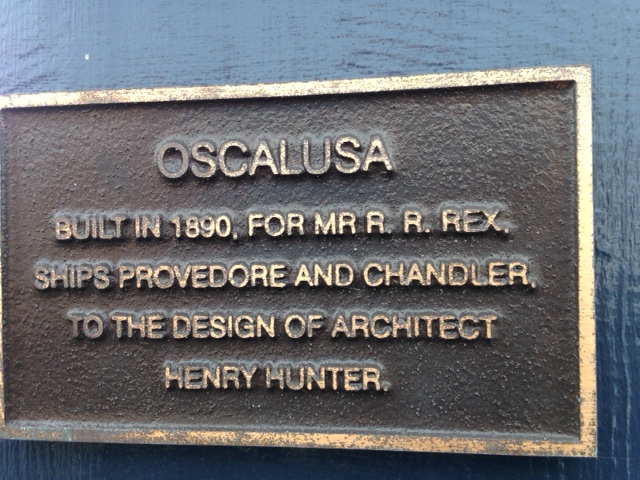 OSCALUSA
BUILT IN 1890, FOR MR R. R. REX,
SHIPS PROVEDORE AND CHANDLER,
TO THE DESIGN OF ARCHITECT
HENRY HUNTER.